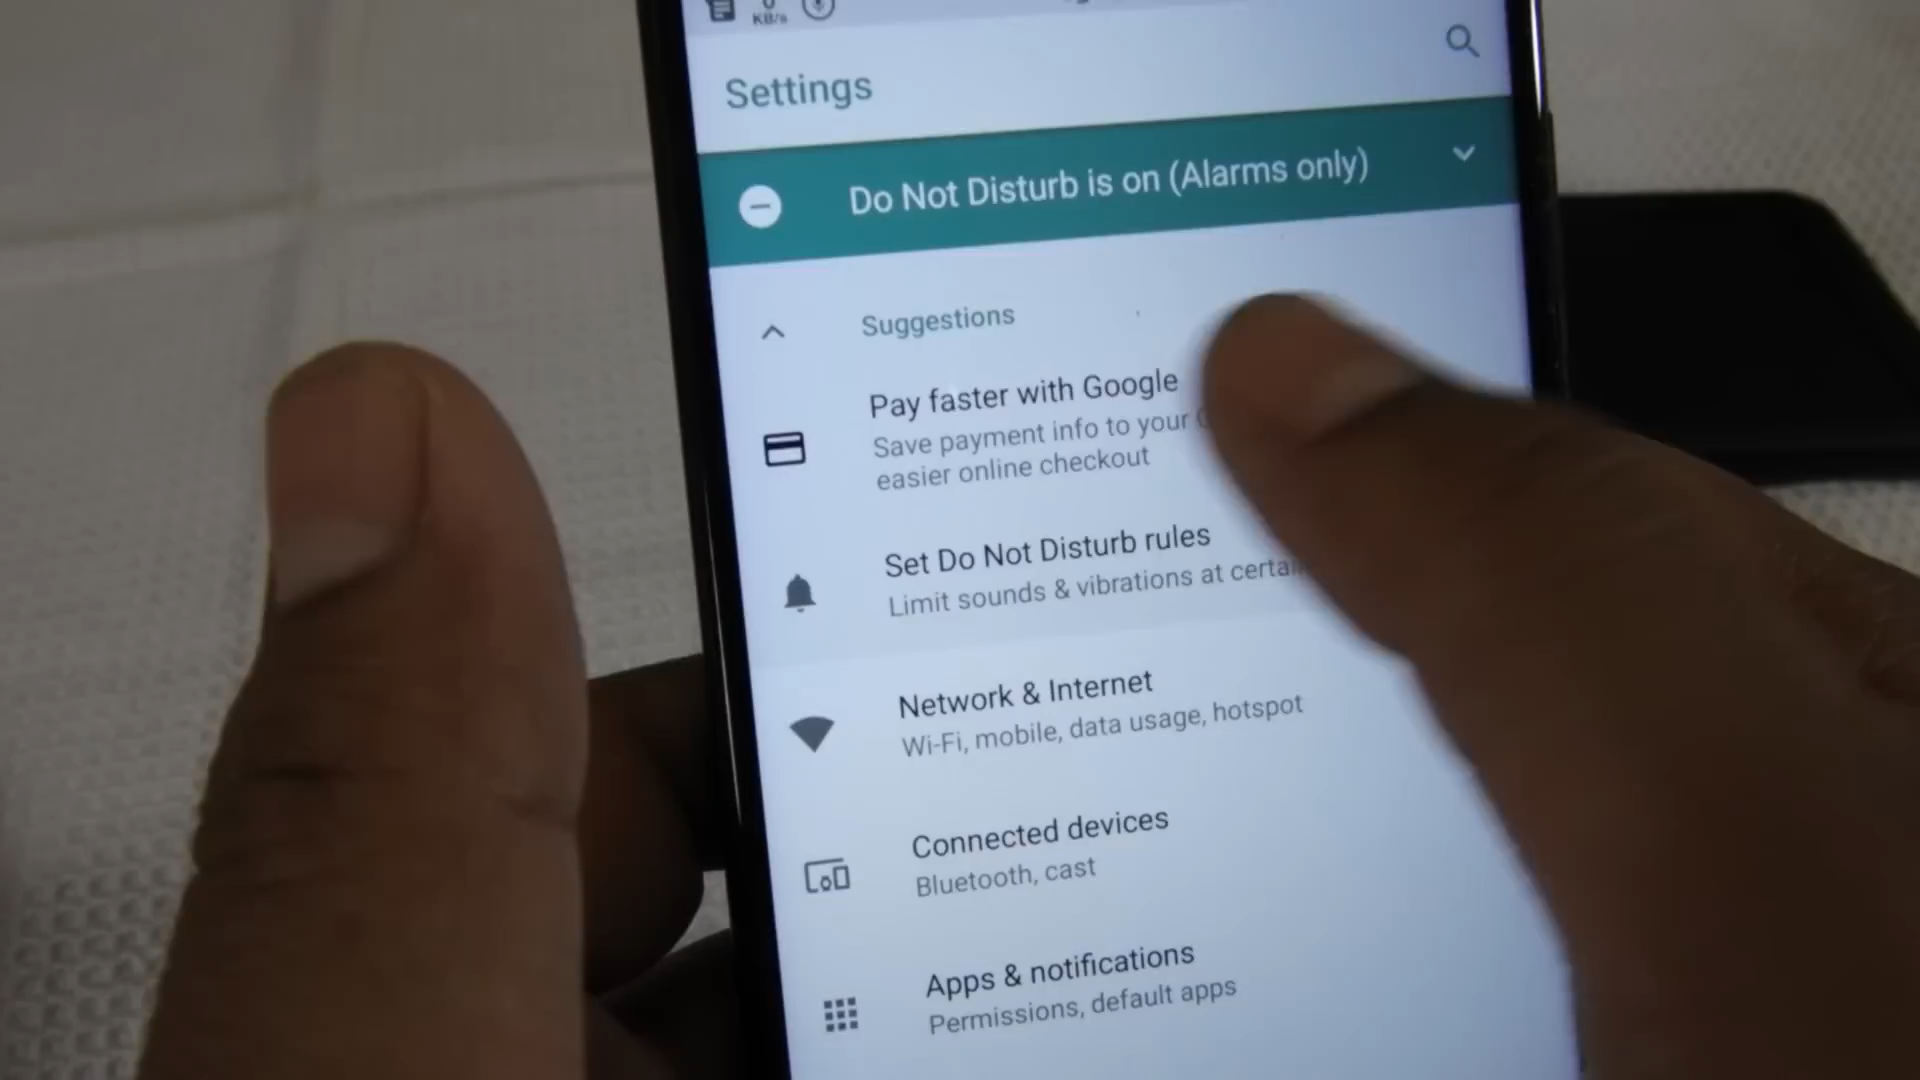 0
KB/s
Settings
Do Not Disturb is on (Alarms only)
Suggestions
Pay faster with Google
Save payment info to your
easier online checkout
Set Do Not Disturb rules
Limit sounds & vibrations at
Network & Internet
Wi-Fi, mobile, data usage, hotspot
Connected devices
Bluetooth, cast
Apps & notifications
Permissions, default apps